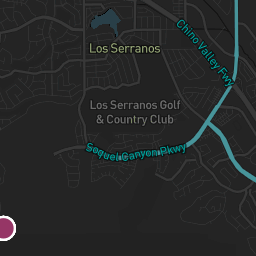 Chino Valley Fwy
Los Serranos
Los Serranos Golf
& Country Club
Soquel Canyon Pkwy